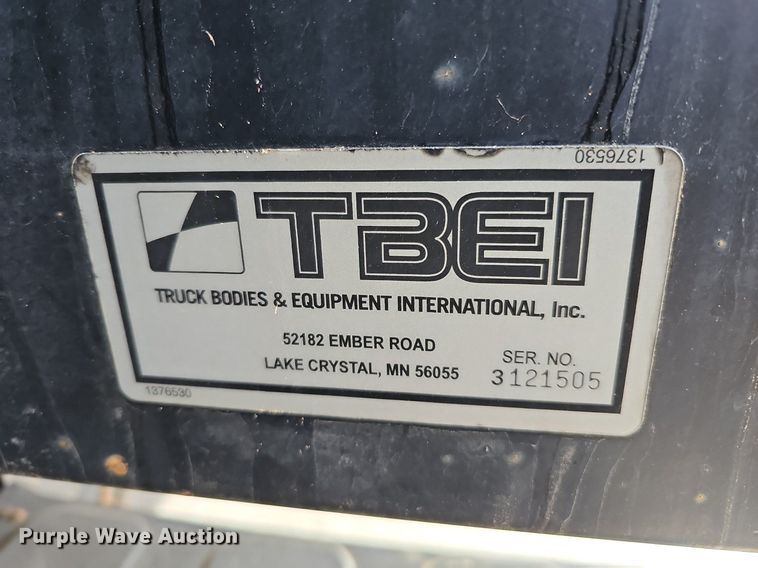 1376530
TBEI
TRUCK BODIES & EQUIPMENT INTERNATIONAL, Inc.
52182 EMBER ROAD
LAKE CRYSTAL, MN 56055
SER. NO.
3121505
1376530
Purple Wave Auction